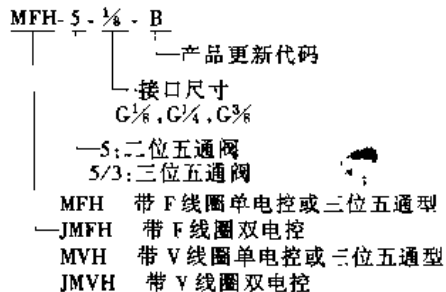 MFH-5-⅛-B
产品更新代码
接口尺寸
G⅛,G¼,G⅜
5:二位五通阀
5/3:三位五通阀
MFH 带F线圈单电控或三位五通型
JMFH 带F线圈双电控
MVH 带V线圈单电控或三位五通型
JMVH 带V线圈双电控